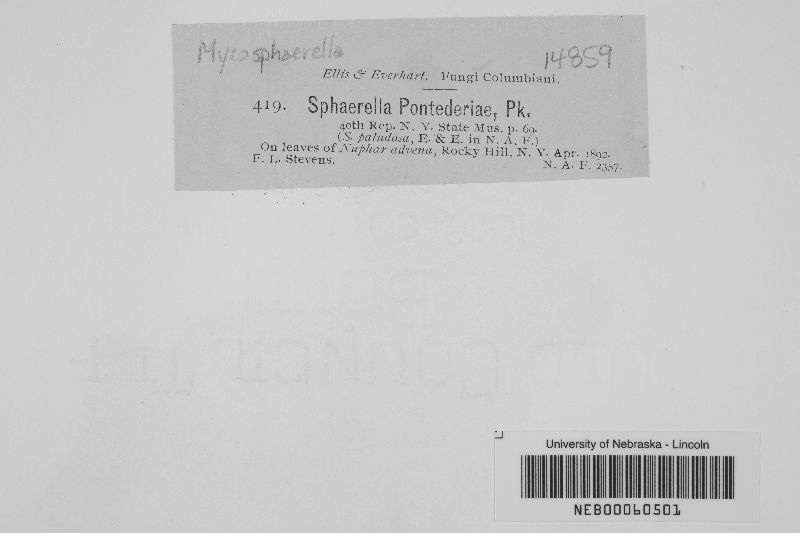 Mycosphaerella
14859
Ellis & Everhart. Fungi Columbiani.
419. Sphaerella Pontederiae, Pk.
40th Rep. N. Y. State Mus. p. 69.
(S. paludosa, E. & E. in N. A. F.)
On leaves of Nuphar advena, Rocky Hill, N. Y. Apr. 1892.
F. L. Stevens.
N. A. F. 2357.
University of Nebraska - Lincoln
NEB00060501